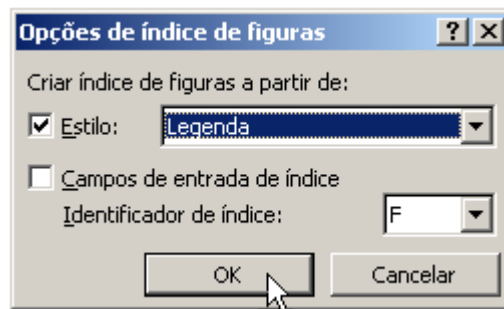 Opções de índice de figuras
Criar índice de figuras a partir de:
Estilo: Legenda
Campos de entrada de índice
Identificador de índice: F
OK Cancelar